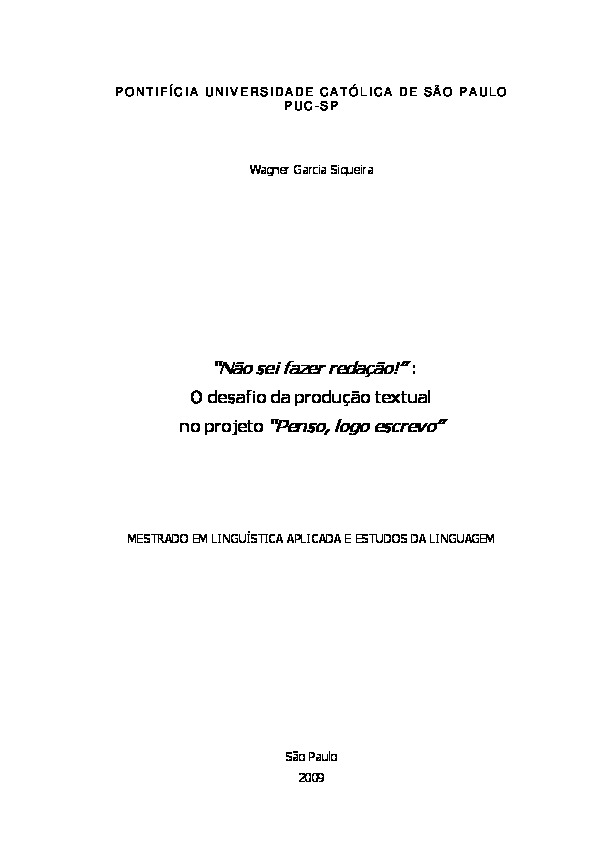 PONTIFÍCIA UNIVERSIDADE CATÓLICA DE SÃO PAULO
PUC-SP
Wagner Garcia Siqueira
“Não sei fazer redação!” :
O desafio da produção textual
no projeto “Penso, logo escrevo”
MESTRADO EM LINGUÍSTICA APLICADA E ESTUDOS DA LINGUAGEM
São Paulo
2009